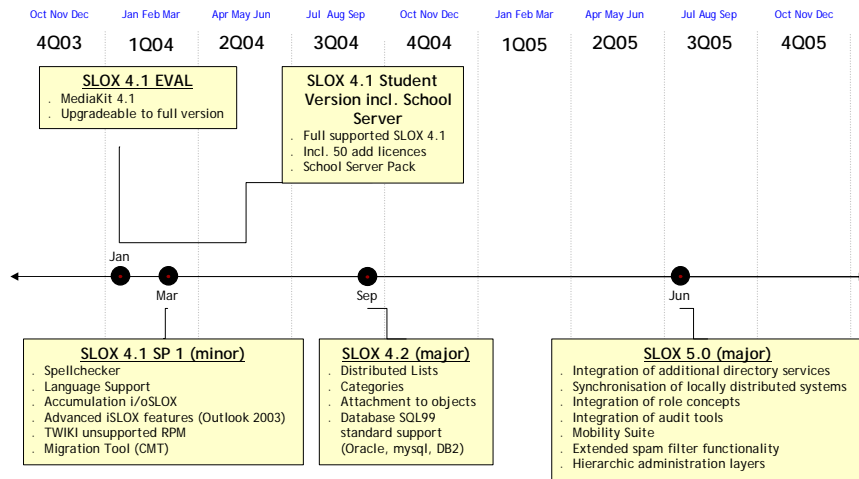 Oct Nov Dec Jan Feb Mar Apr May Jun Jul Aug Sep Oct Nov Dec Jan Feb Mar Apr May Jun Jul Aug Sep Oct Nov Dec
4Q03 1Q04 2Q04 3Q04 4Q04 1Q05 2Q05 3Q05 4Q05
SLOX 4.1 EVAL
. MediaKit 4.1
. Upgradeable to full version
SLOX 4.1 Student
Version incl. School
Server
. Full supported SLOX 4.1
. Incl. 50 add licences
. School Server Pack
Jan
Mar
Sep
Jun
SLOX 4.1 SP 1 (minor)
. Spellchecker
. Language Support
. Accumulation i/oSLOX
. Advanced iSLOX features (Outlook 2003)
. TWIKI unsupported RPM
. Migration Tool (CMT)
SLOX 4.2 (major)
. Distributed Lists
. Categories
. Attachment to objects
. Database SQL99
standard support
(Oracle, mysql, DB2)
SLOX 5.0 (major)
. Integration of additional directory services
. Synchronisation of locally distributed systems
. Integration of role concepts
. Integration of audit tools
. Mobility Suite
. Extended spam filter functionality
. Hierarchic administration layers